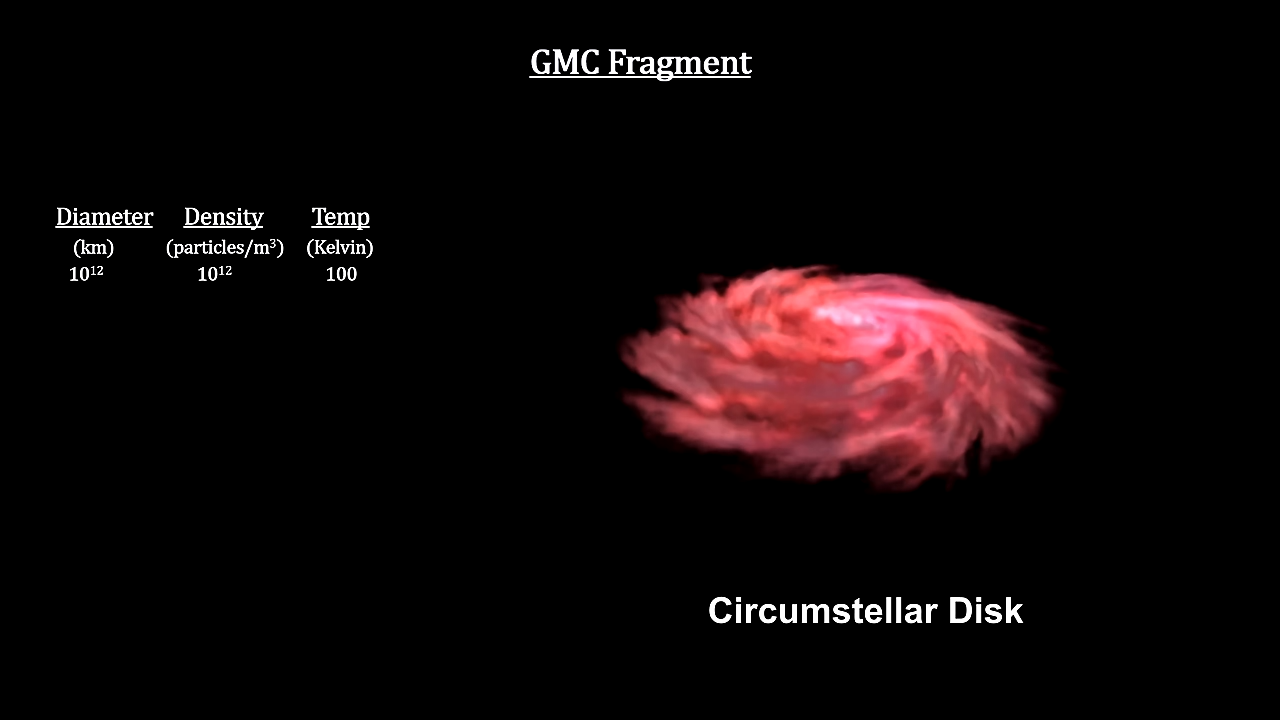 GMC Fragment
Diameter Density Temp
(km) (particles/m³) (Kelvin)
10¹² 10¹² 100
Circumstellar Disk